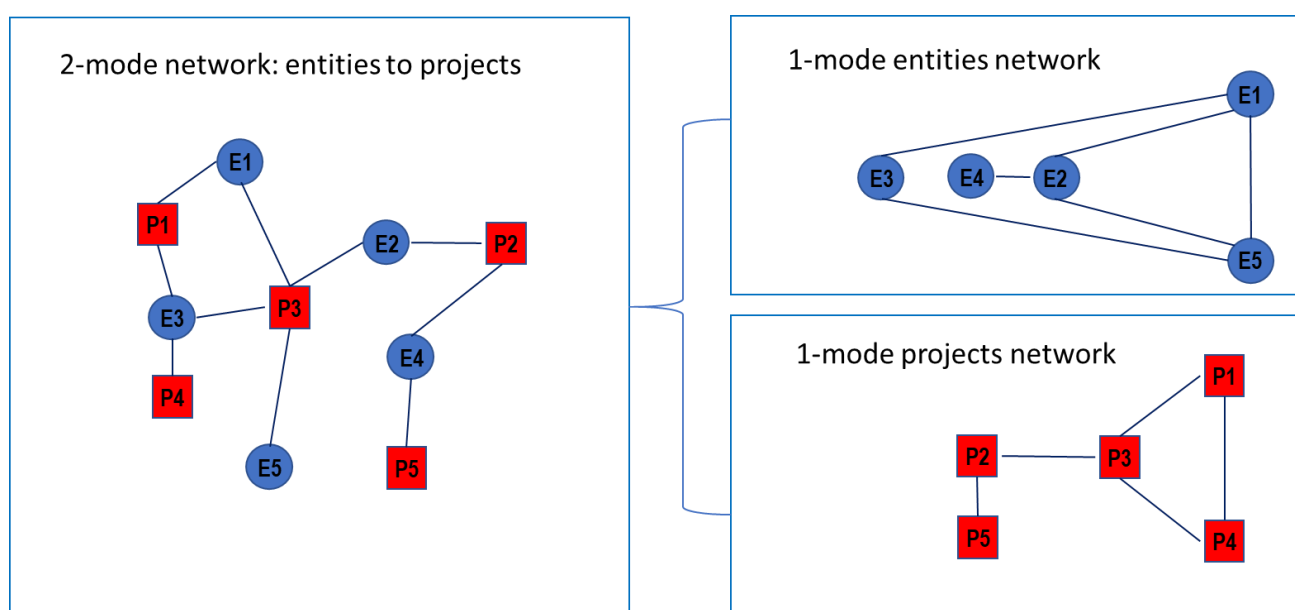 2-mode network: entities to projects
E1
P1
E2
P2
E3
P3
E4
P4
E5
P5
1-mode entities network
E1
E3
E4
E2
E5
1-mode projects network
P1
P2
P3
P5
P4